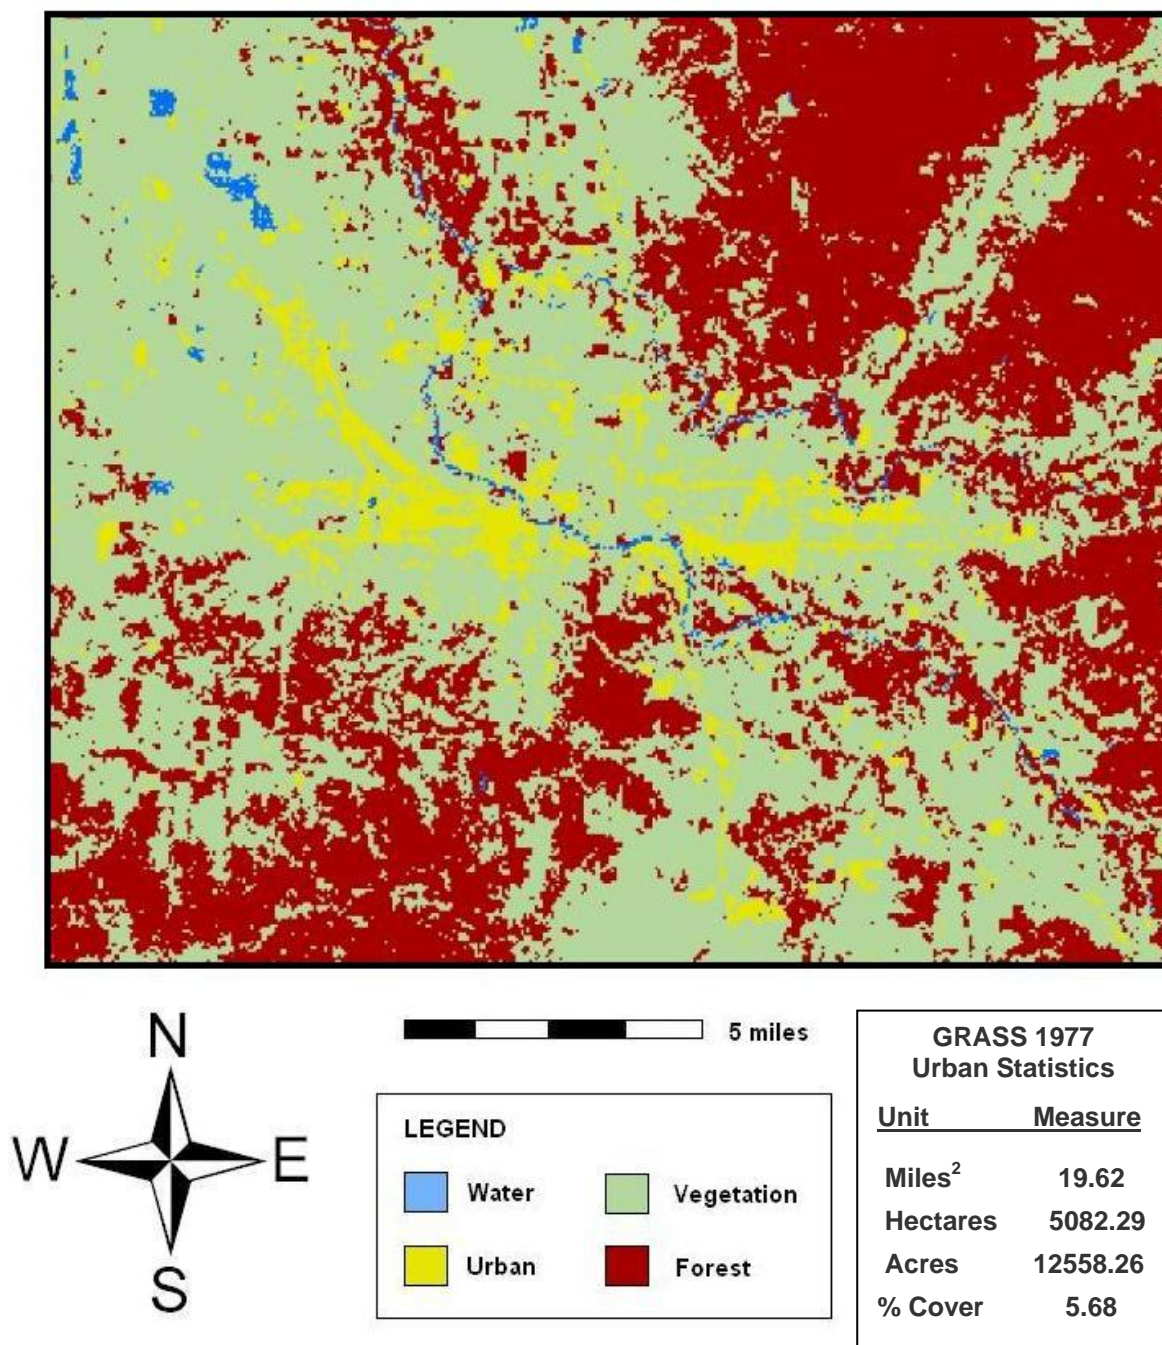 N
W E
S
5 miles
LEGEND
Water
Vegetation
Urban
Forest
GRASS 1977
Urban Statistics
Unit Measure
Miles² 19.62
Hectares 5082.29
Acres 12558.26
% Cover 5.68